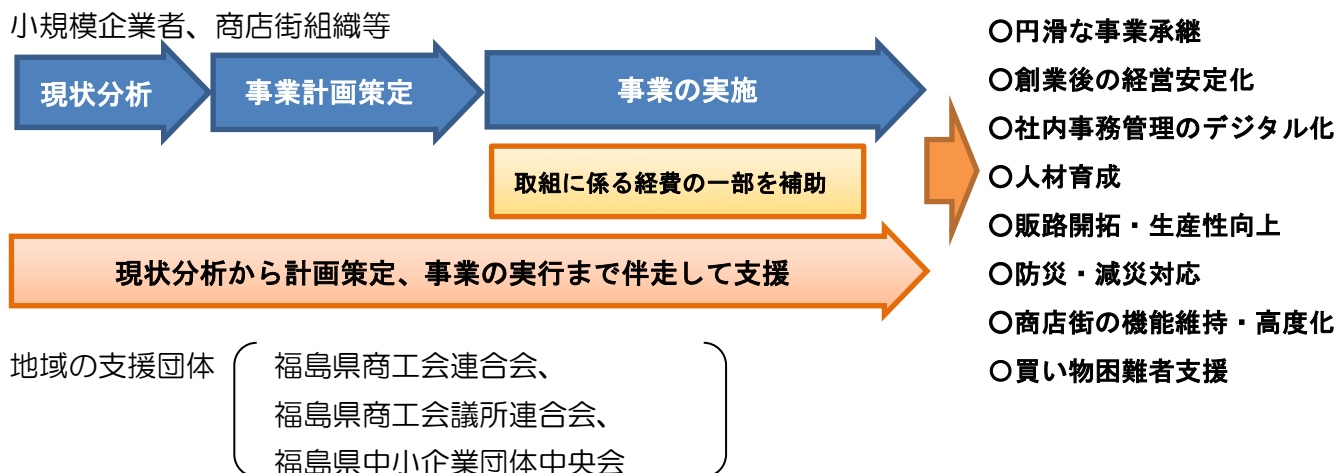 小規模企業者、商店街組織等
現状分析
事業計画策定
事業の実施
取組に係る経費の一部を補助
現状分析から計画策定、事業の実行まで伴走して支援
地域の支援団体
福島県商工会連合会、
福島県商工会議所連合会、
福島県中小企業団体中央会
〇円滑な事業承継
〇創業後の経営安定化
〇社内事務管理のデジタル化
〇人材育成
〇販路開拓・生産性向上
〇防災・減災対応
〇商店街の機能維持・高度化
〇買い物困難者支援